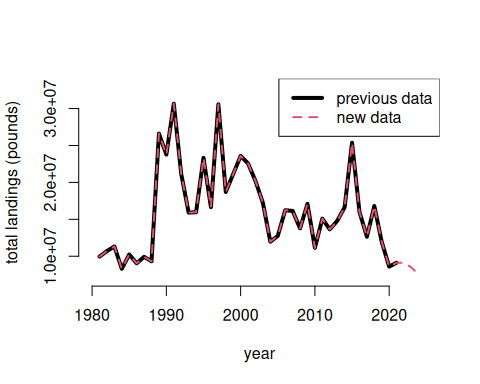 previous data
new data
total landings (pounds)
3.0e+07
2.0e+07
1.0e+07
1980 1990 2000 2010 2020
year